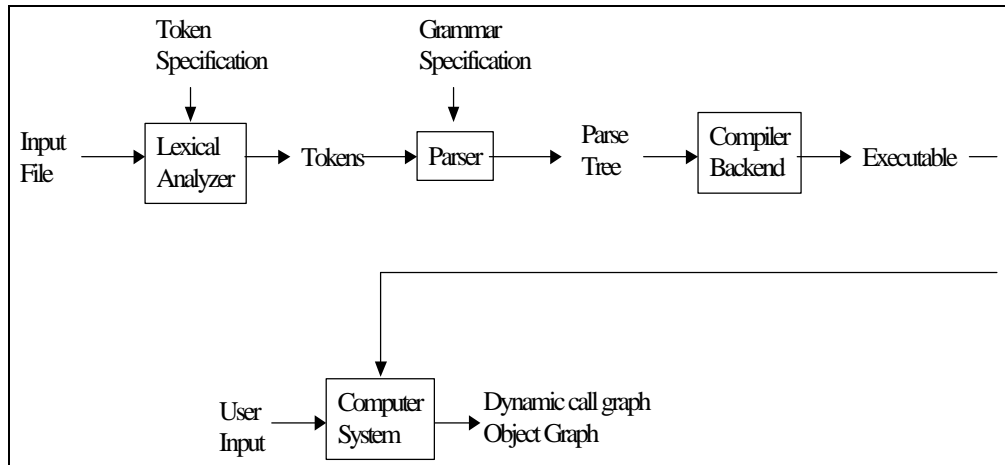 Token
Specification
Grammar
Specification
Input
File
Lexical
Analyzer
Tokens
Parser
Parse
Tree
Compiler
Backend
Executable
User
Input
Computer
System
Dynamic call graph
Object Graph